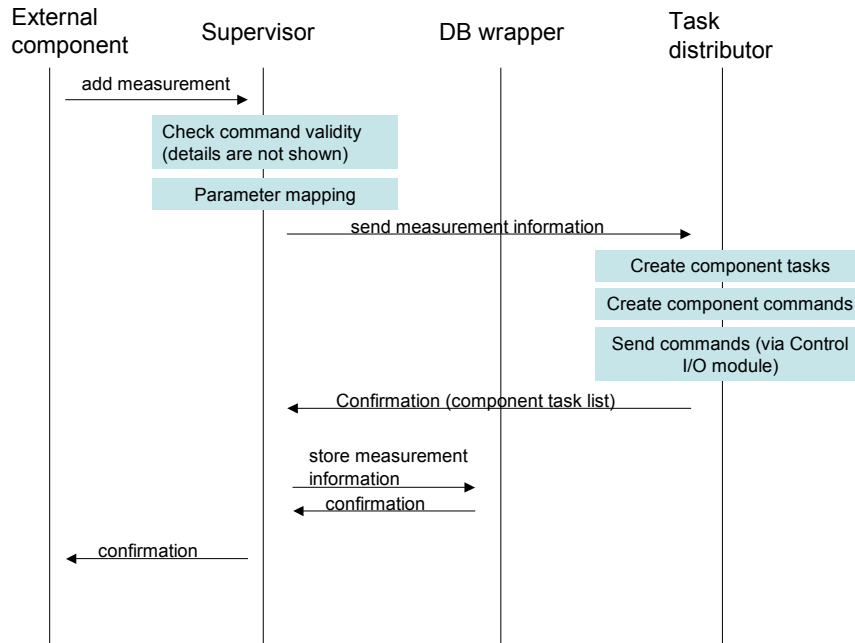 External
component
Supervisor
DB wrapper
Task
distributor
add measurement
Check command validity
(details are not shown)
Parameter mapping
send measurement information
Create component tasks
Create component commands
Send commands (via Control
I/O module)
Confirmation (component task list)
store measurement
information
confirmation
confirmation